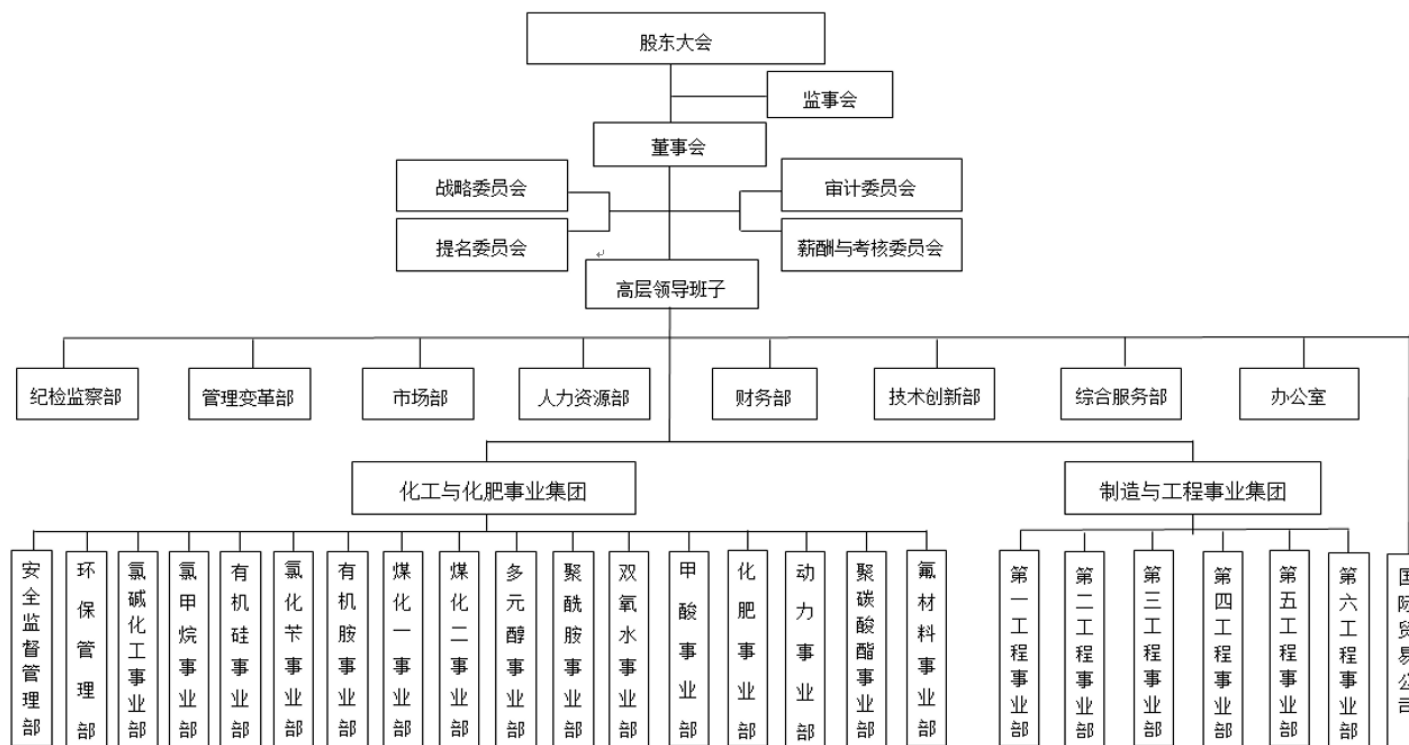 股东大会
监事会
董事会
战略委员会
审计委员会
提名委员会
薪酬与考核委员会
高层领导班子
纪检监察部
管理变革部
市场部
人力资源部
财务部
技术创新部
综合服务部
办公室
化工与化肥事业集团
制造与工程事业集团
安全监督管理部
环保管理部
氯碱化工事业部
氯甲烷事业部
有机硅事业部
氯化苄事业部
有机胺事业部
煤化一事业部
煤化二事业部
多元醇事业部
聚酰胺事业部
双氧水事业部
甲酸事业部
化肥事业部
动力事业部
聚碳酸酯事业部
氟材料事业部
第一工程事业部
第二工程事业部
第三工程事业部
第四工程事业部
第五工程事业部
第六工程事业部
国际贸易公司